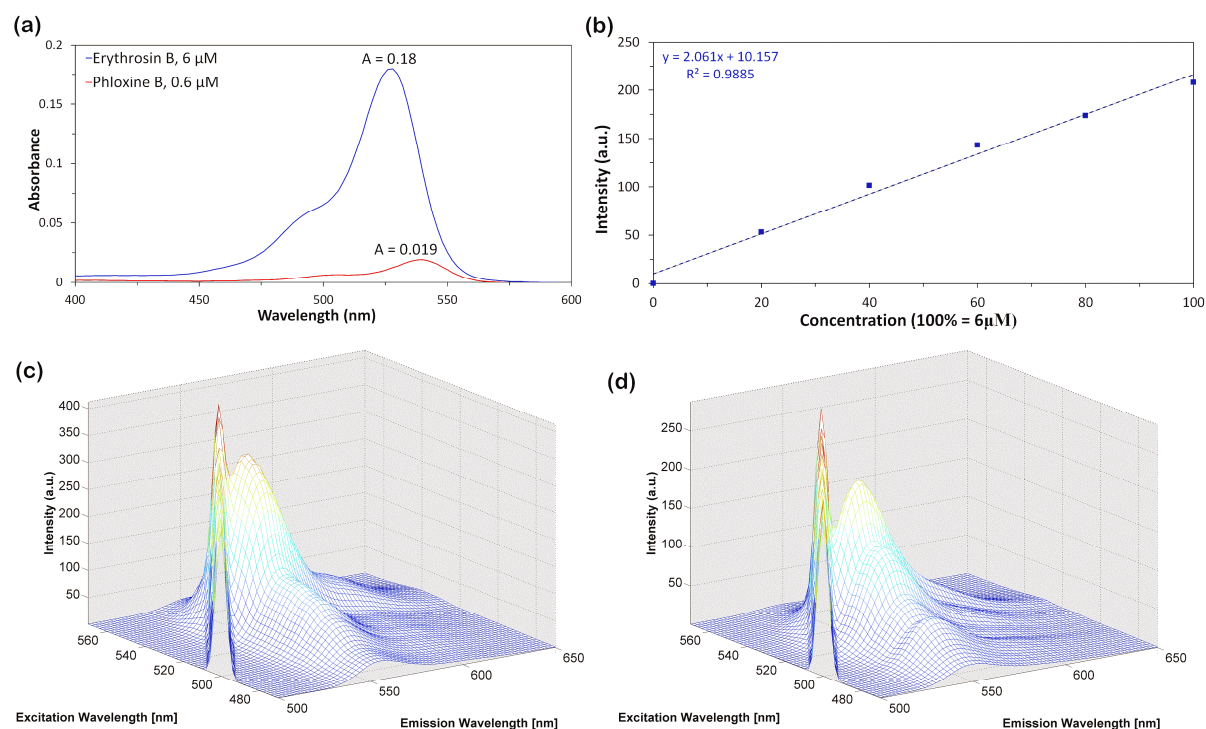 (a)
0.2
0.15
0.1
0.05
0
Absorbance
Erythrosin B, 6 µM
Phloxine B, 0.6 µM
A = 0.18
A = 0.019
400
450
500
550
600
Wavelength (nm)
(b)
250
200
150
100
50
0
Intensity (a.u.)
y = 2.061x + 10.157
R² = 0.9885
0
20
40
60
80
100
Concentration (100% = 6µM)
(c)
400
350
300
250
200
150
100
50
Intensity (a.u.)
560
540
520
500
480
Excitation Wavelength [nm]
500
550
600
650
Emission Wavelength [nm]
(d)
250
200
150
100
50
Intensity (a.u.)
560
540
520
500
480
Excitation Wavelength [nm]
500
550
600
650
Emission Wavelength [nm]